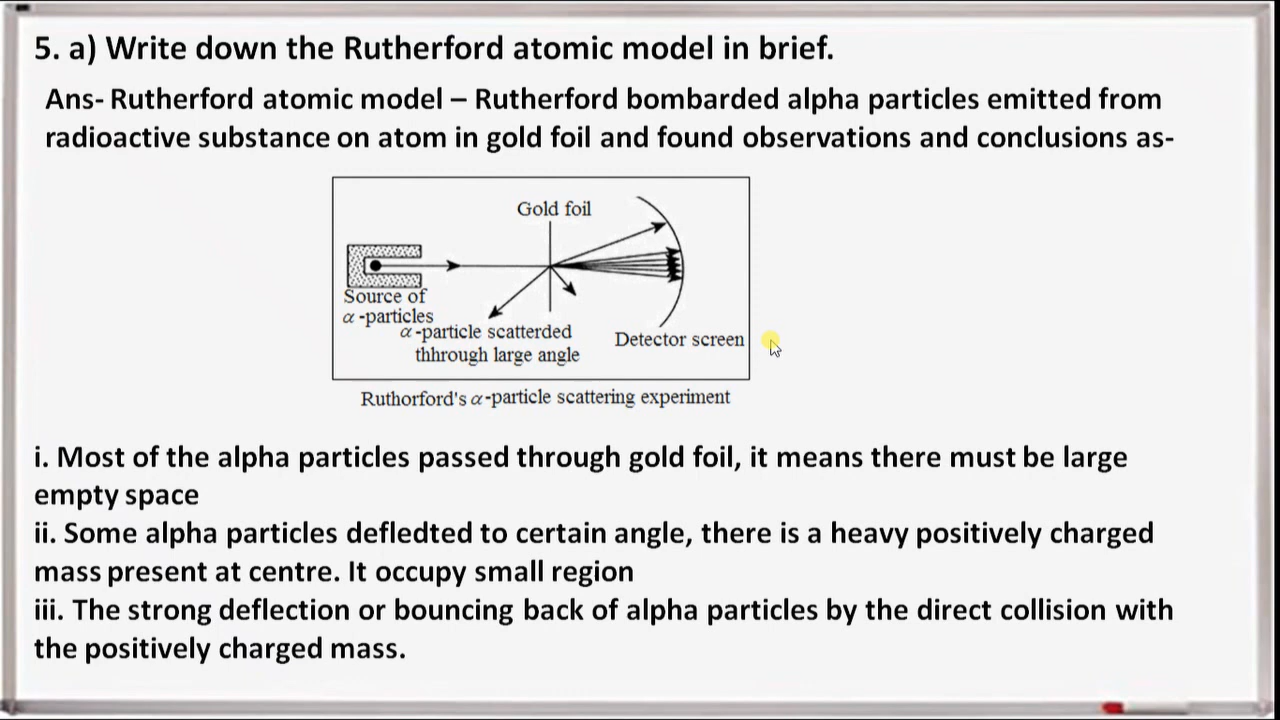 5. a) Write down the Rutherford atomic model in brief.
Ans- Rutherford atomic model – Rutherford bombarded alpha particles emitted from
radioactive substance on atom in gold foil and found observations and conclusions as-
Gold foil
Source of
α -particles
α -particle scatterded
thhrough large angle
Detector screen
Ruthorford's α -particle scattering experiment
i. Most of the alpha particles passed through gold foil, it means there must be large
empty space
ii. Some alpha particles defledted to certain angle, there is a heavy positively charged
mass present at centre. It occupy small region
iii. The strong deflection or bouncing back of alpha particles by the direct collision with
the positively charged mass.